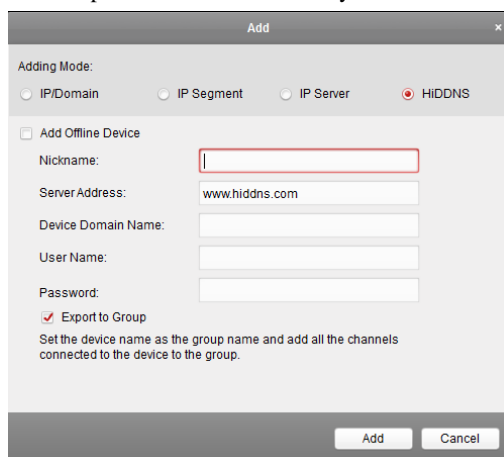 Add ×
Adding Mode:
IP/Domain IP Segment IP Server HiDDNS
Add Offline Device
Nickname:
Server Address: www.hiddns.com
Device Domain Name:
User Name:
Password:
Export to Group
Set the device name as the group name and add all the channels
connected to the device to the group.
Add Cancel